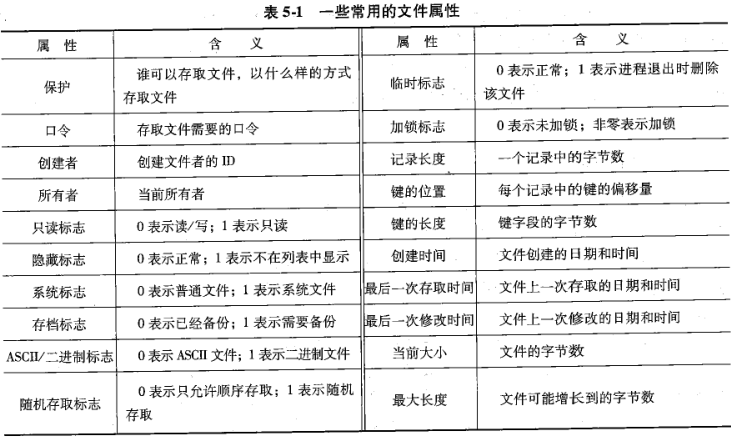 表 5-1 一些常用的文件属性
属 性 含 义 属 性 含 义
保护 谁可以存取文件，以什么样的方式存取文件 临时标志 0 表示正常；1 表示进程退出时删除该文件
口令 存取文件需要的口令 加锁标志 0 表示未加锁；非零表示加锁
创建者 创建文件者的 ID 记录长度 一个记录中的字节数
所有者 当前所有者 键的位置 每个记录中的键的偏移量
只读标志 0 表示读/写；1 表示只读 键的长度 键字段的字节数
隐藏标志 0 表示正常；1 表示不在列表中显示 创建时间 文件创建的日期和时间
系统标志 0 表示普通文件；1 表示系统文件 最后一次存取时间 文件上一次存取的日期和时间
存档标志 0 表示已经备份；1 表示需要备份 最后一次修改时间 文件上一次修改的日期和时间
ASCII/二进制标志 0 表示 ASCII 文件；1 表示二进制文件 当前大小 文件的字节数
随机存取标志 0 表示只允许顺序存取；1 表示随机存取 最大长度 文件可能增长到的字节数